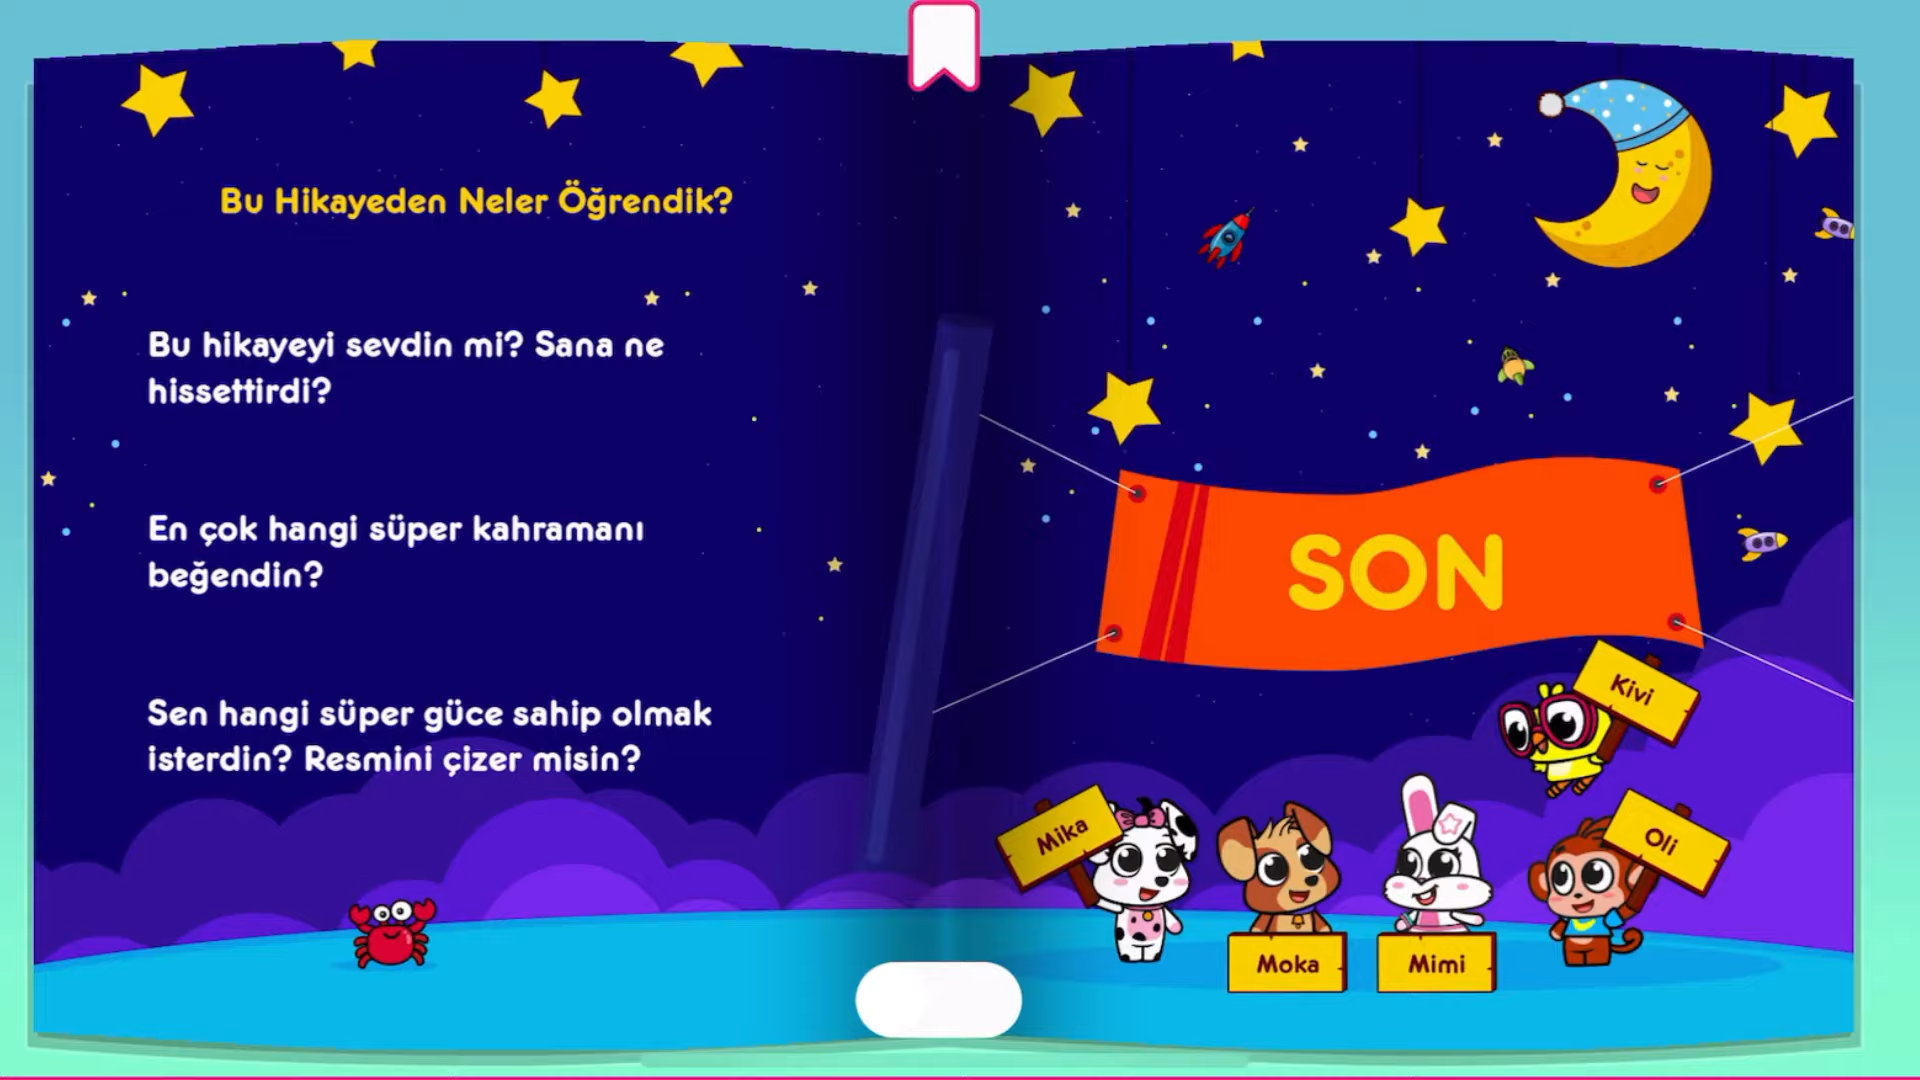 Bu Hikayeden Neler Öğrendik?
Bu hikayeyi sevdin mi? Sana ne
hissettirdi?
En çok hangi süper kahramanı
beğendin?
Sen hangi süper güce sahip olmak
isterdin? Resmini çizer misin?
SON
Kivi
Mika
Oli
Moka
Mimi